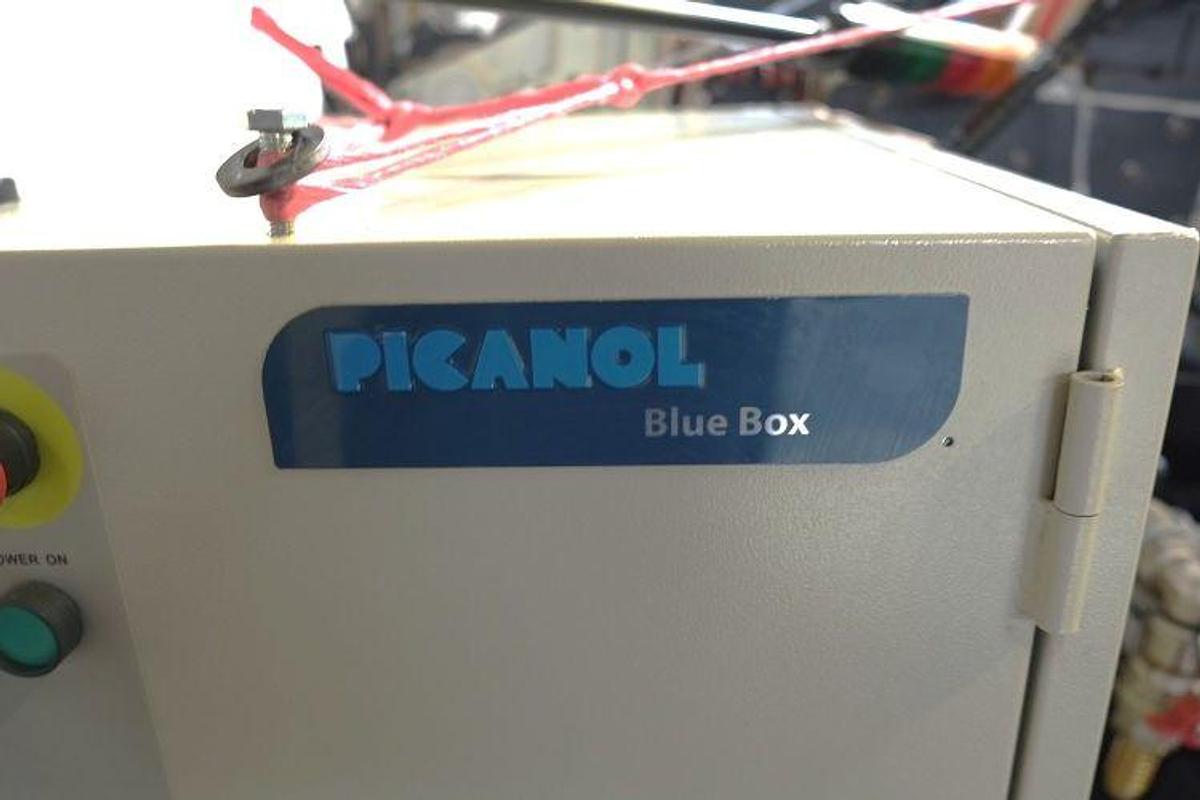 PICANOL
Blue Box
OWER ON